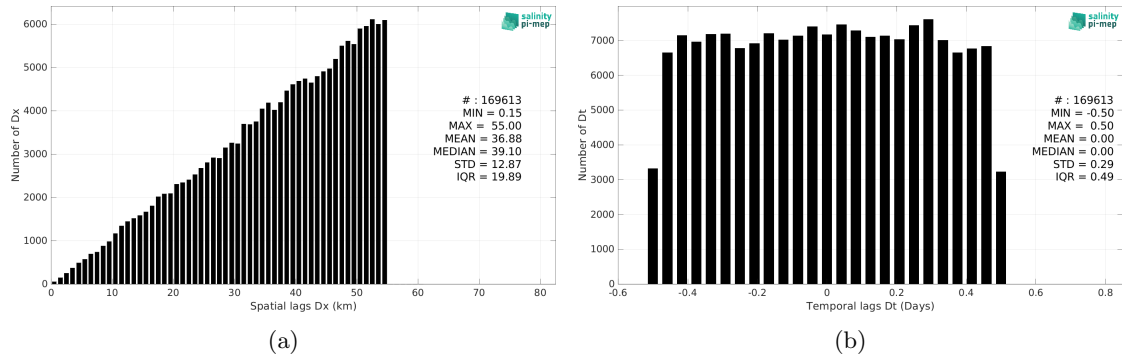 6000
5000
4000
3000
2000
1000
0
Number of Dx
0 10 20 30 40 50 60 70 80
Spatial lags Dx (km)
salinity
pi-mep
# : 169613
MIN = 0.15
MAX = 55.00
MEAN = 36.88
MEDIAN = 39.10
STD = 12.87
IQR = 19.89
(a)
7000
6000
5000
4000
3000
2000
1000
0
Number of Dt
-0.6 -0.4 -0.2 0 0.2 0.4 0.6 0.8
Temporal lags Dt (Days)
salinity
pi-mep
# : 169613
MIN = -0.50
MAX = 0.50
MEAN = 0.00
MEDIAN = 0.00
STD = 0.29
IQR = 0.49
(b)